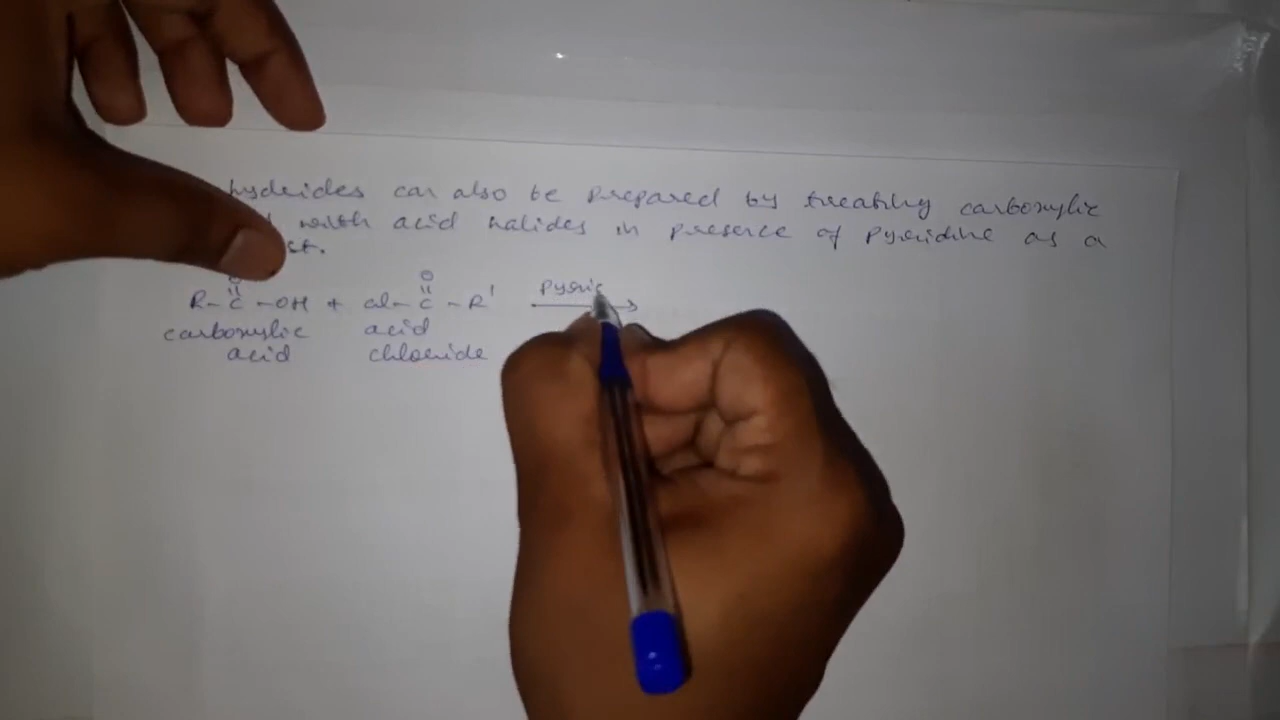 hydrides can also be prepared by treating carboxylic
with acid halides in presence of pyridine as a
st.
O O
R-C-OH + Cl-C-R' pyri
carboxylic acid
acid chloride